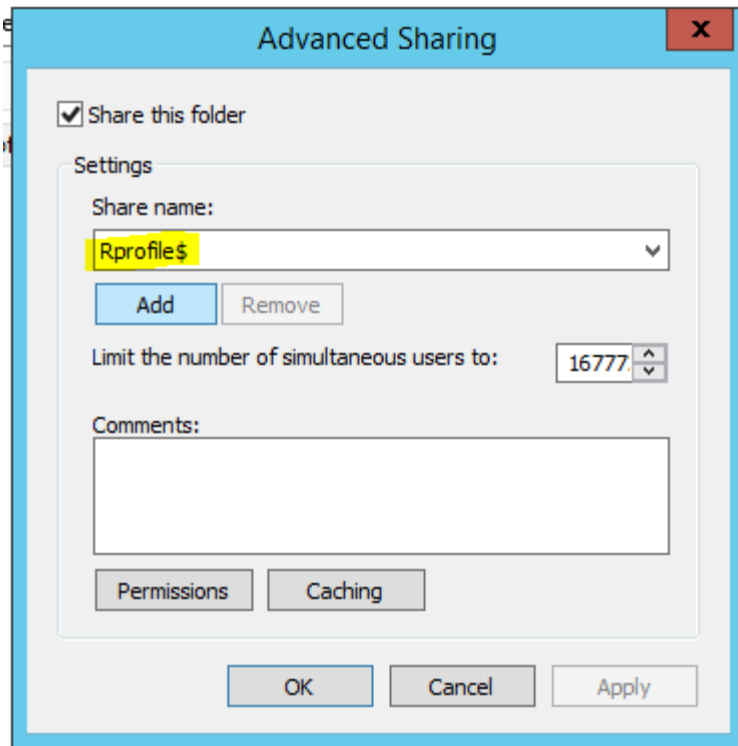 Advanced Sharing
x
Share this folder
Settings
Share name:
Rprofile$
Add Remove
Limit the number of simultaneous users to: 16777
Comments:
Permissions Caching
OK Cancel Apply